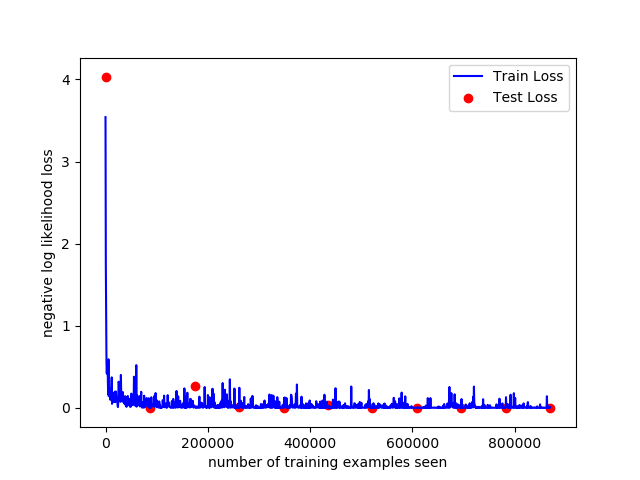 4
3
2
1
0
negative log likelihood loss
Train Loss
Test Loss
0
200000
400000
600000
800000
number of training examples seen